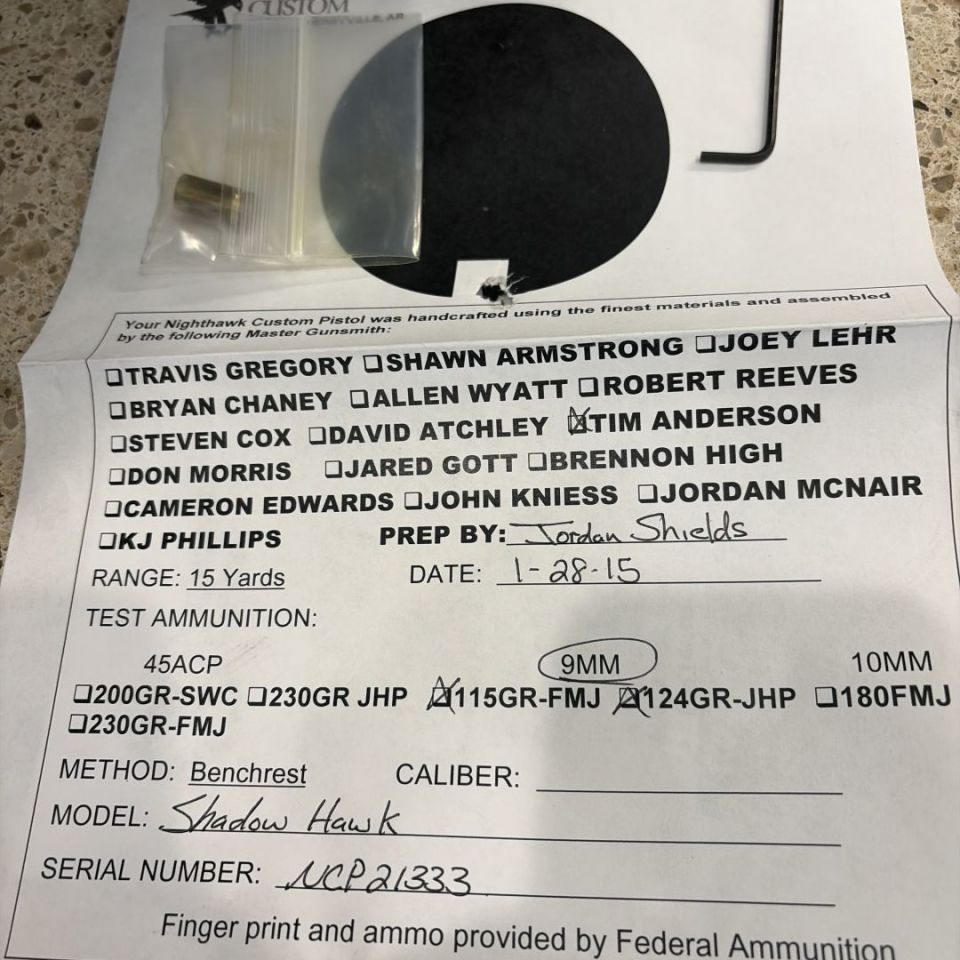 CUSTOM
BERRYVILLE, AR
Your Nighthawk Custom Pistol was handcrafted using the finest materials and assembled
by the following Master Gunsmith:
☐TRAVIS GREGORY ☐SHAWN ARMSTRONG ☐JOEY LEHR
☐BRYAN CHANEY ☐ALLEN WYATT ☐ROBERT REEVES
☐STEVEN COX ☐DAVID ATCHLEY ☒TIM ANDERSON
☐DON MORRIS ☐JARED GOTT ☐BRENNON HIGH
☐CAMERON EDWARDS ☐JOHN KNIESS ☐JORDAN MCNAIR
☐KJ PHILLIPS PREP BY: Jordan Shields
RANGE: 15 Yards DATE: 1-28-15
TEST AMMUNITION:
45ACP 9MM 10MM
☐200GR-SWC ☐230GR JHP ☒115GR-FMJ ☒124GR-JHP ☐180FMJ
☐230GR-FMJ
METHOD: Benchrest CALIBER:
MODEL: Shadow Hawk
SERIAL NUMBER: NCP21333
Finger print and ammo provided by Federal Ammunition